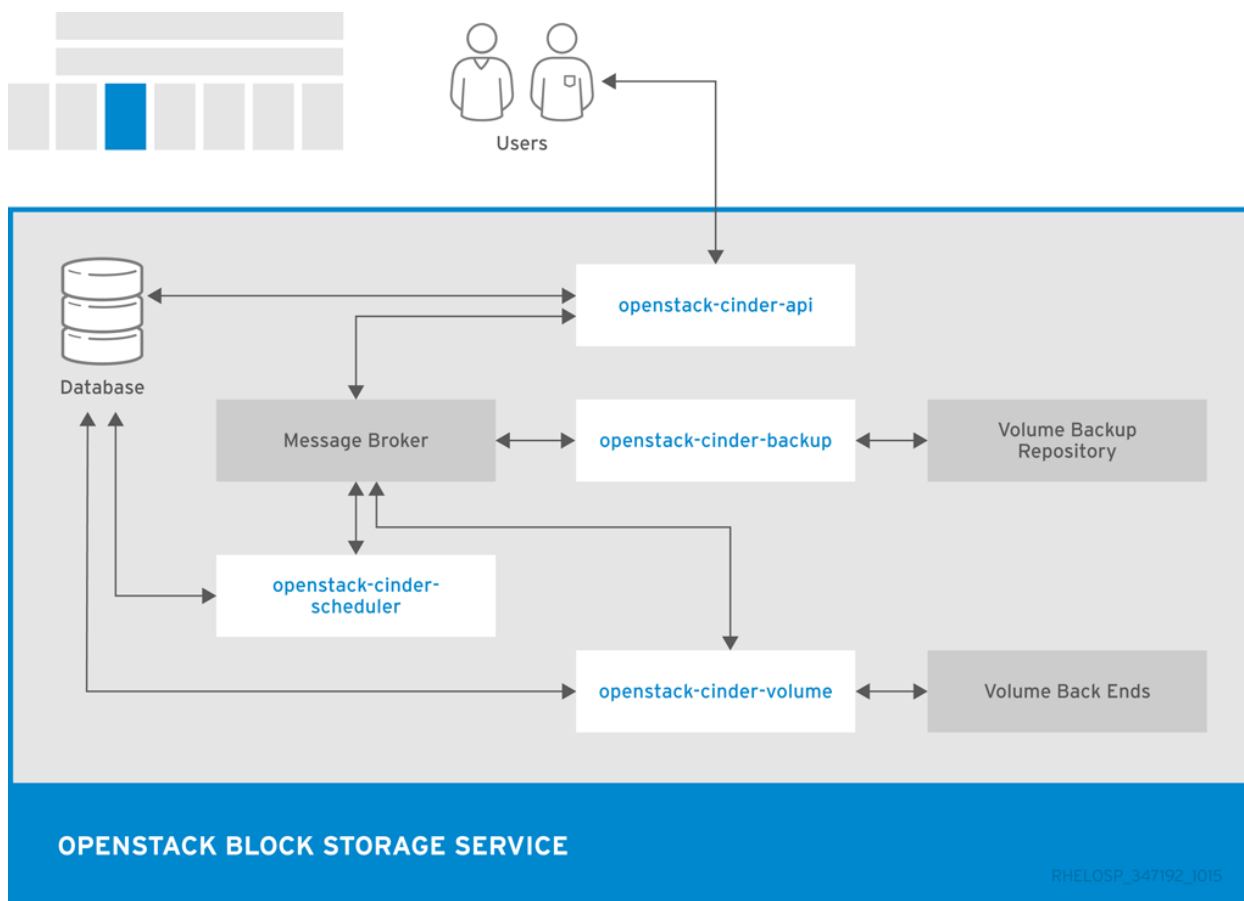 Users
openstack-cinder-api
Database
Message Broker
openstack-cinder-backup
Volume Backup
Repository
openstack-cinder-
scheduler
openstack-cinder-volume
Volume Back Ends
OPENSTACK BLOCK STORAGE SERVICE
RHELOSP_347192_1015